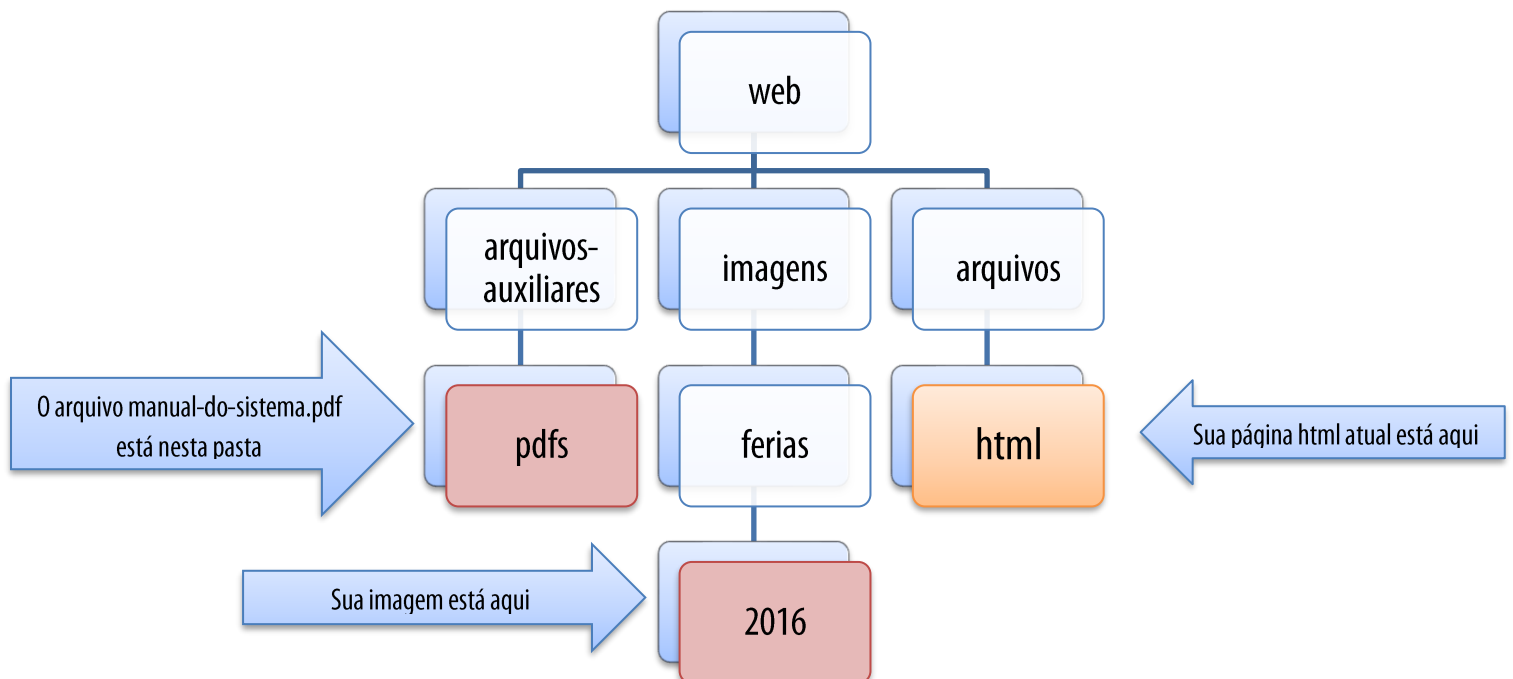 web
arquivos-
auxiliares
imagens
arquivos
O arquivo manual-do-sistema.pdf
está nesta pasta
pdfs
ferias
html
Sua página html atual está aqui
Sua imagem está aqui
2016